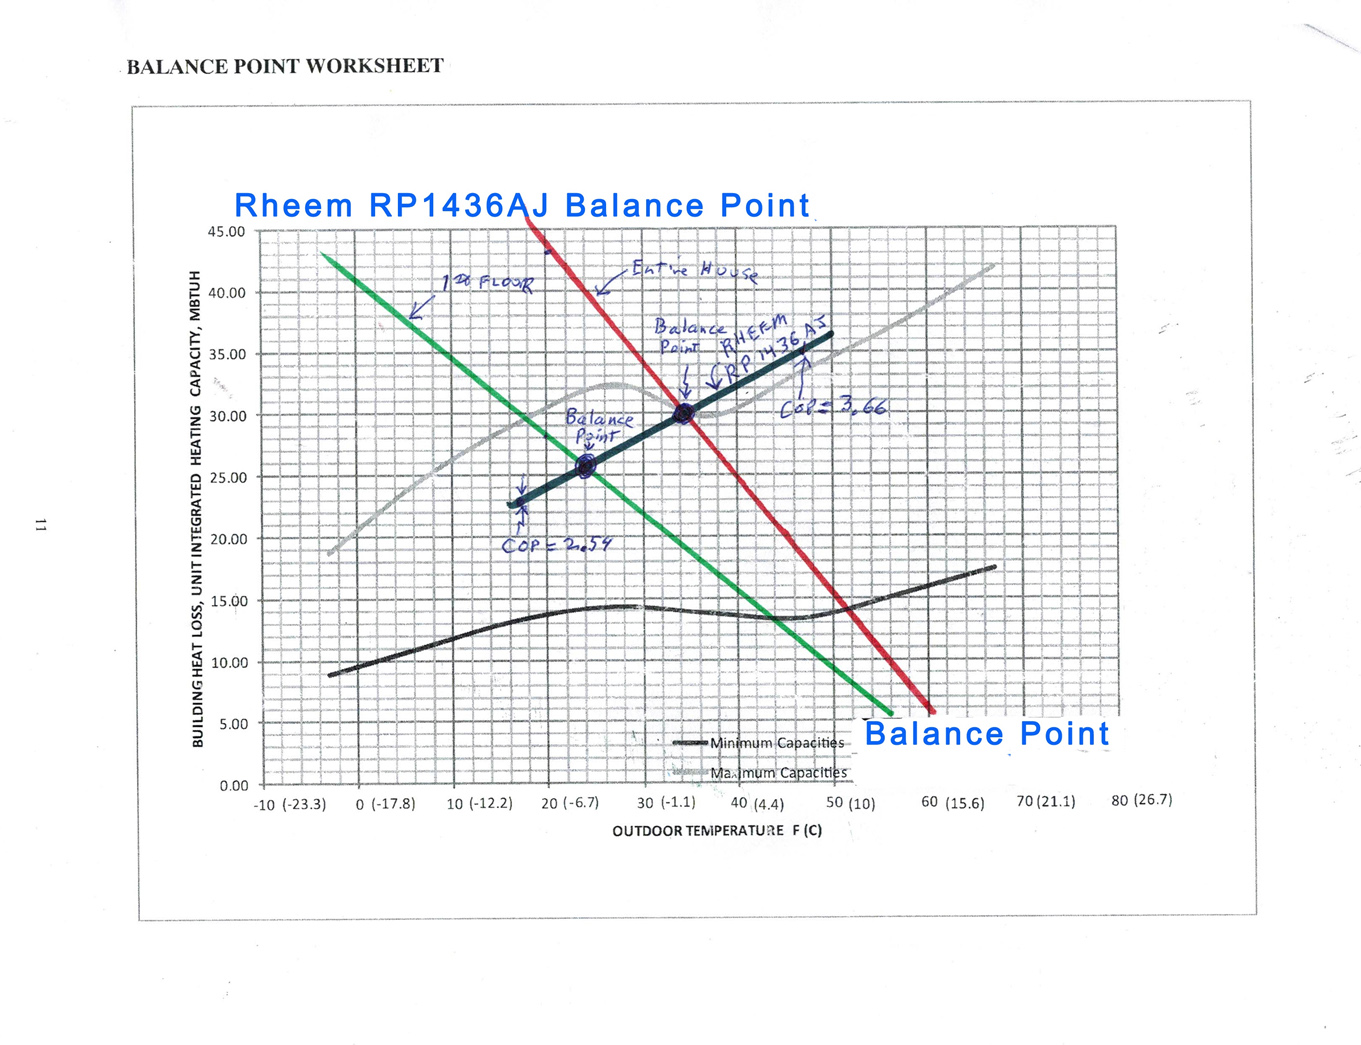 BALANCE POINT WORKSHEET
Rheem RP1436AJ Balance Point
45.00
40.00
35.00
30.00
25.00
20.00
15.00
10.00
5.00
0.00
BUILDING HEAT LOSS, UNIT INTEGRATED HEATING CAPACITY, MBTUH
1st FLOOR
Entire House
Balance
Point
RHEEM
RP1436AJ
COP = 3.66
Balance
Point
COP = 2.54
Balance Point
Minimum Capacities
Maximum Capacities
-10 (-23.3) 0 (-17.8) 10 (-12.2) 20 (-6.7) 30 (-1.1) 40 (4.4) 50 (10) 60 (15.6) 70 (21.1) 80 (26.7)
OUTDOOR TEMPERATURE F (C)
11